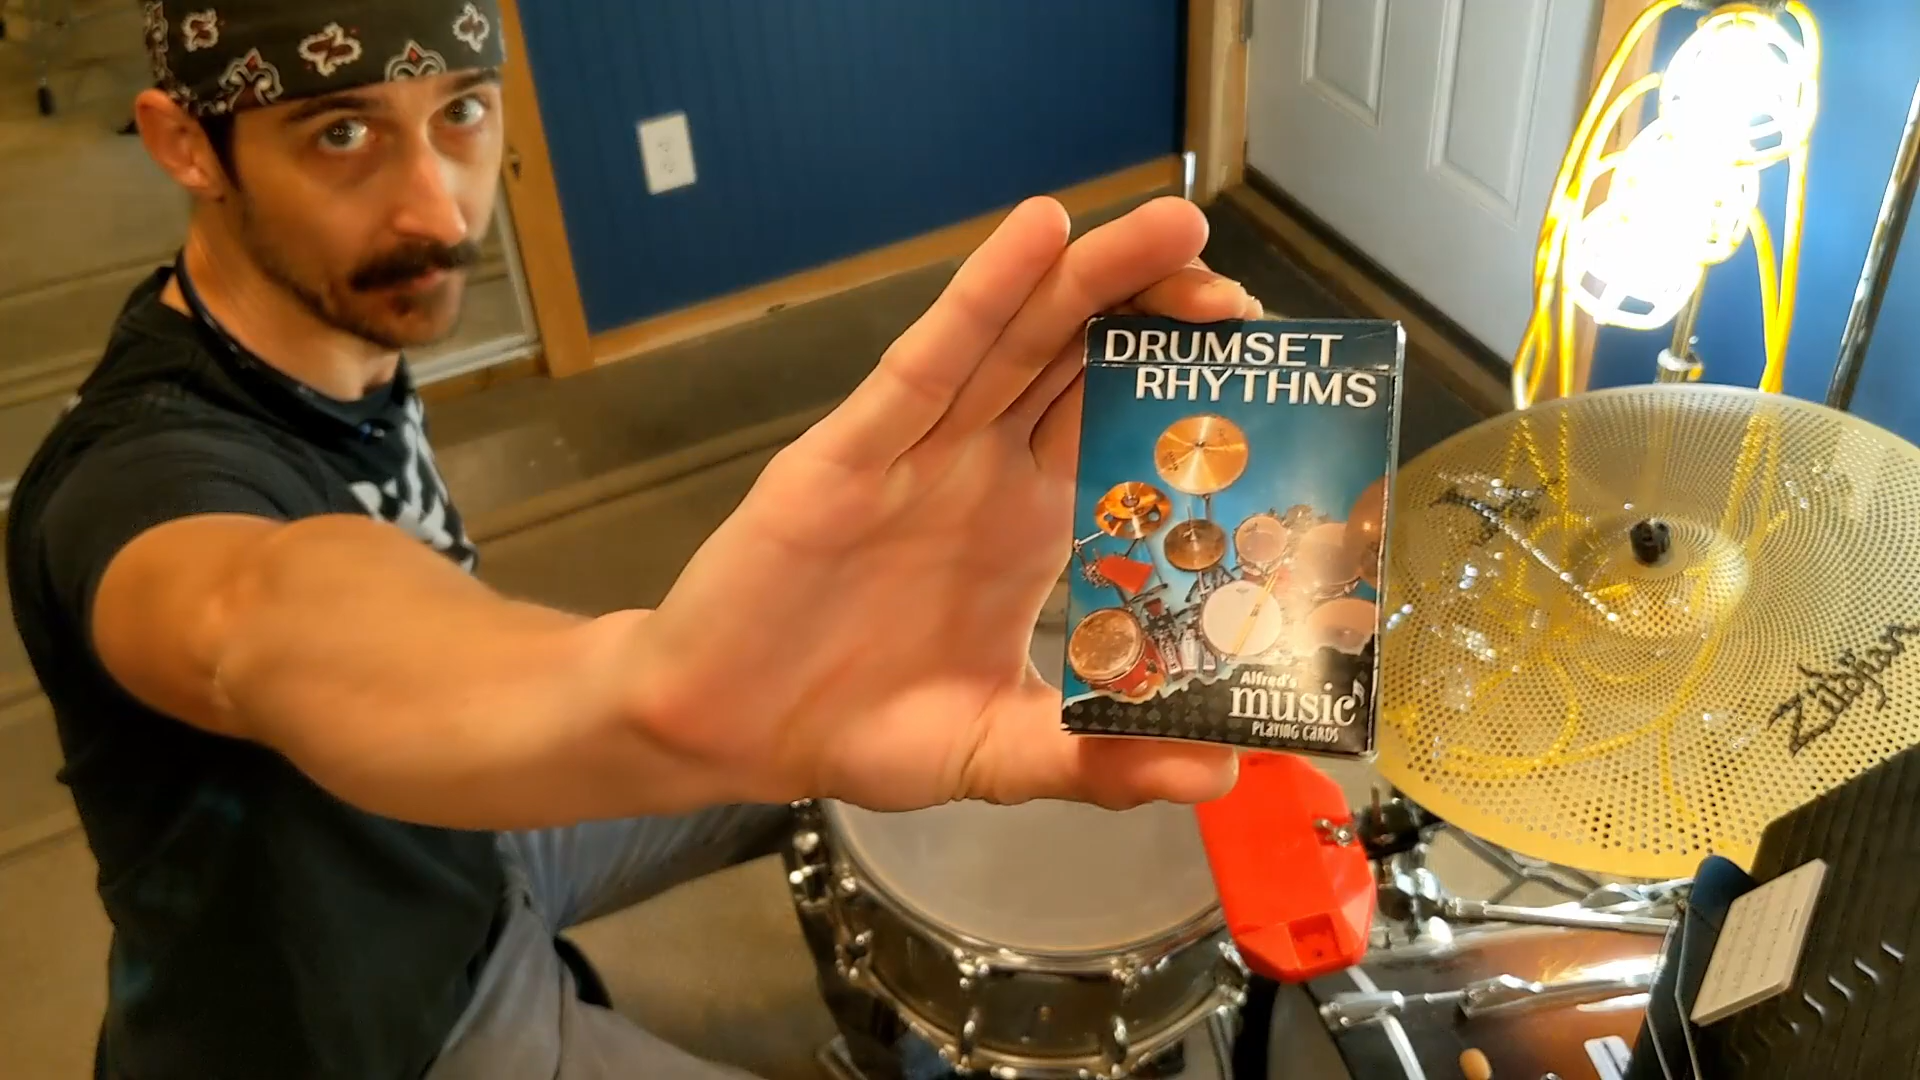 DRUMSET
RHYTHMS
Alfred's
music
PLAYING CARDS
Zildjian